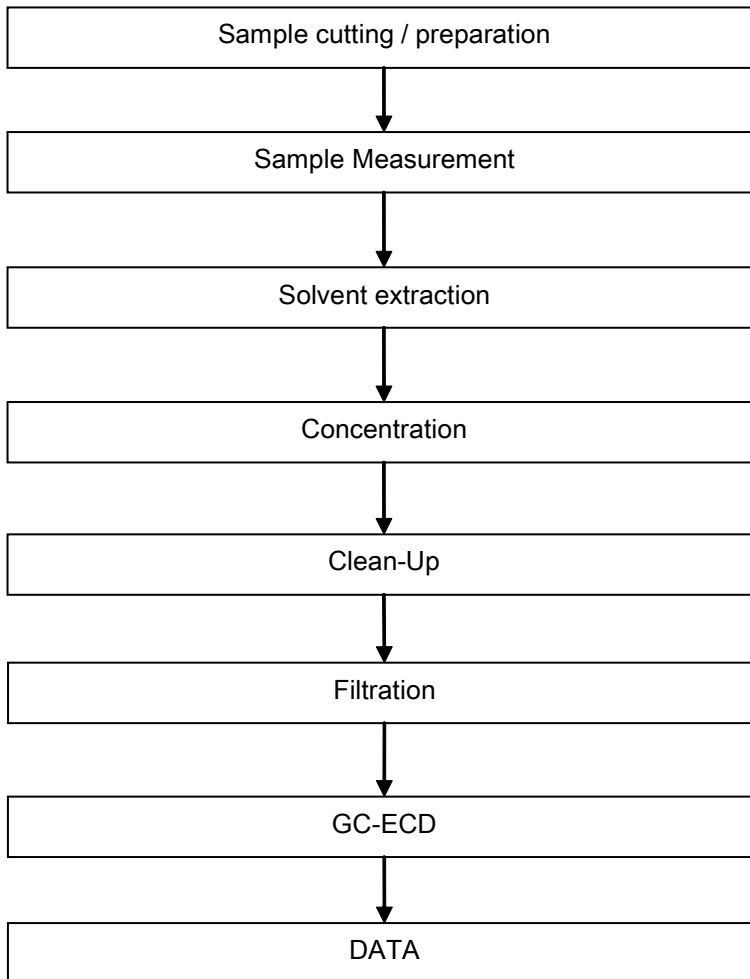 Sample cutting / preparation
Sample Measurement
Solvent extraction
Concentration
Clean-Up
Filtration
GC-ECD
DATA